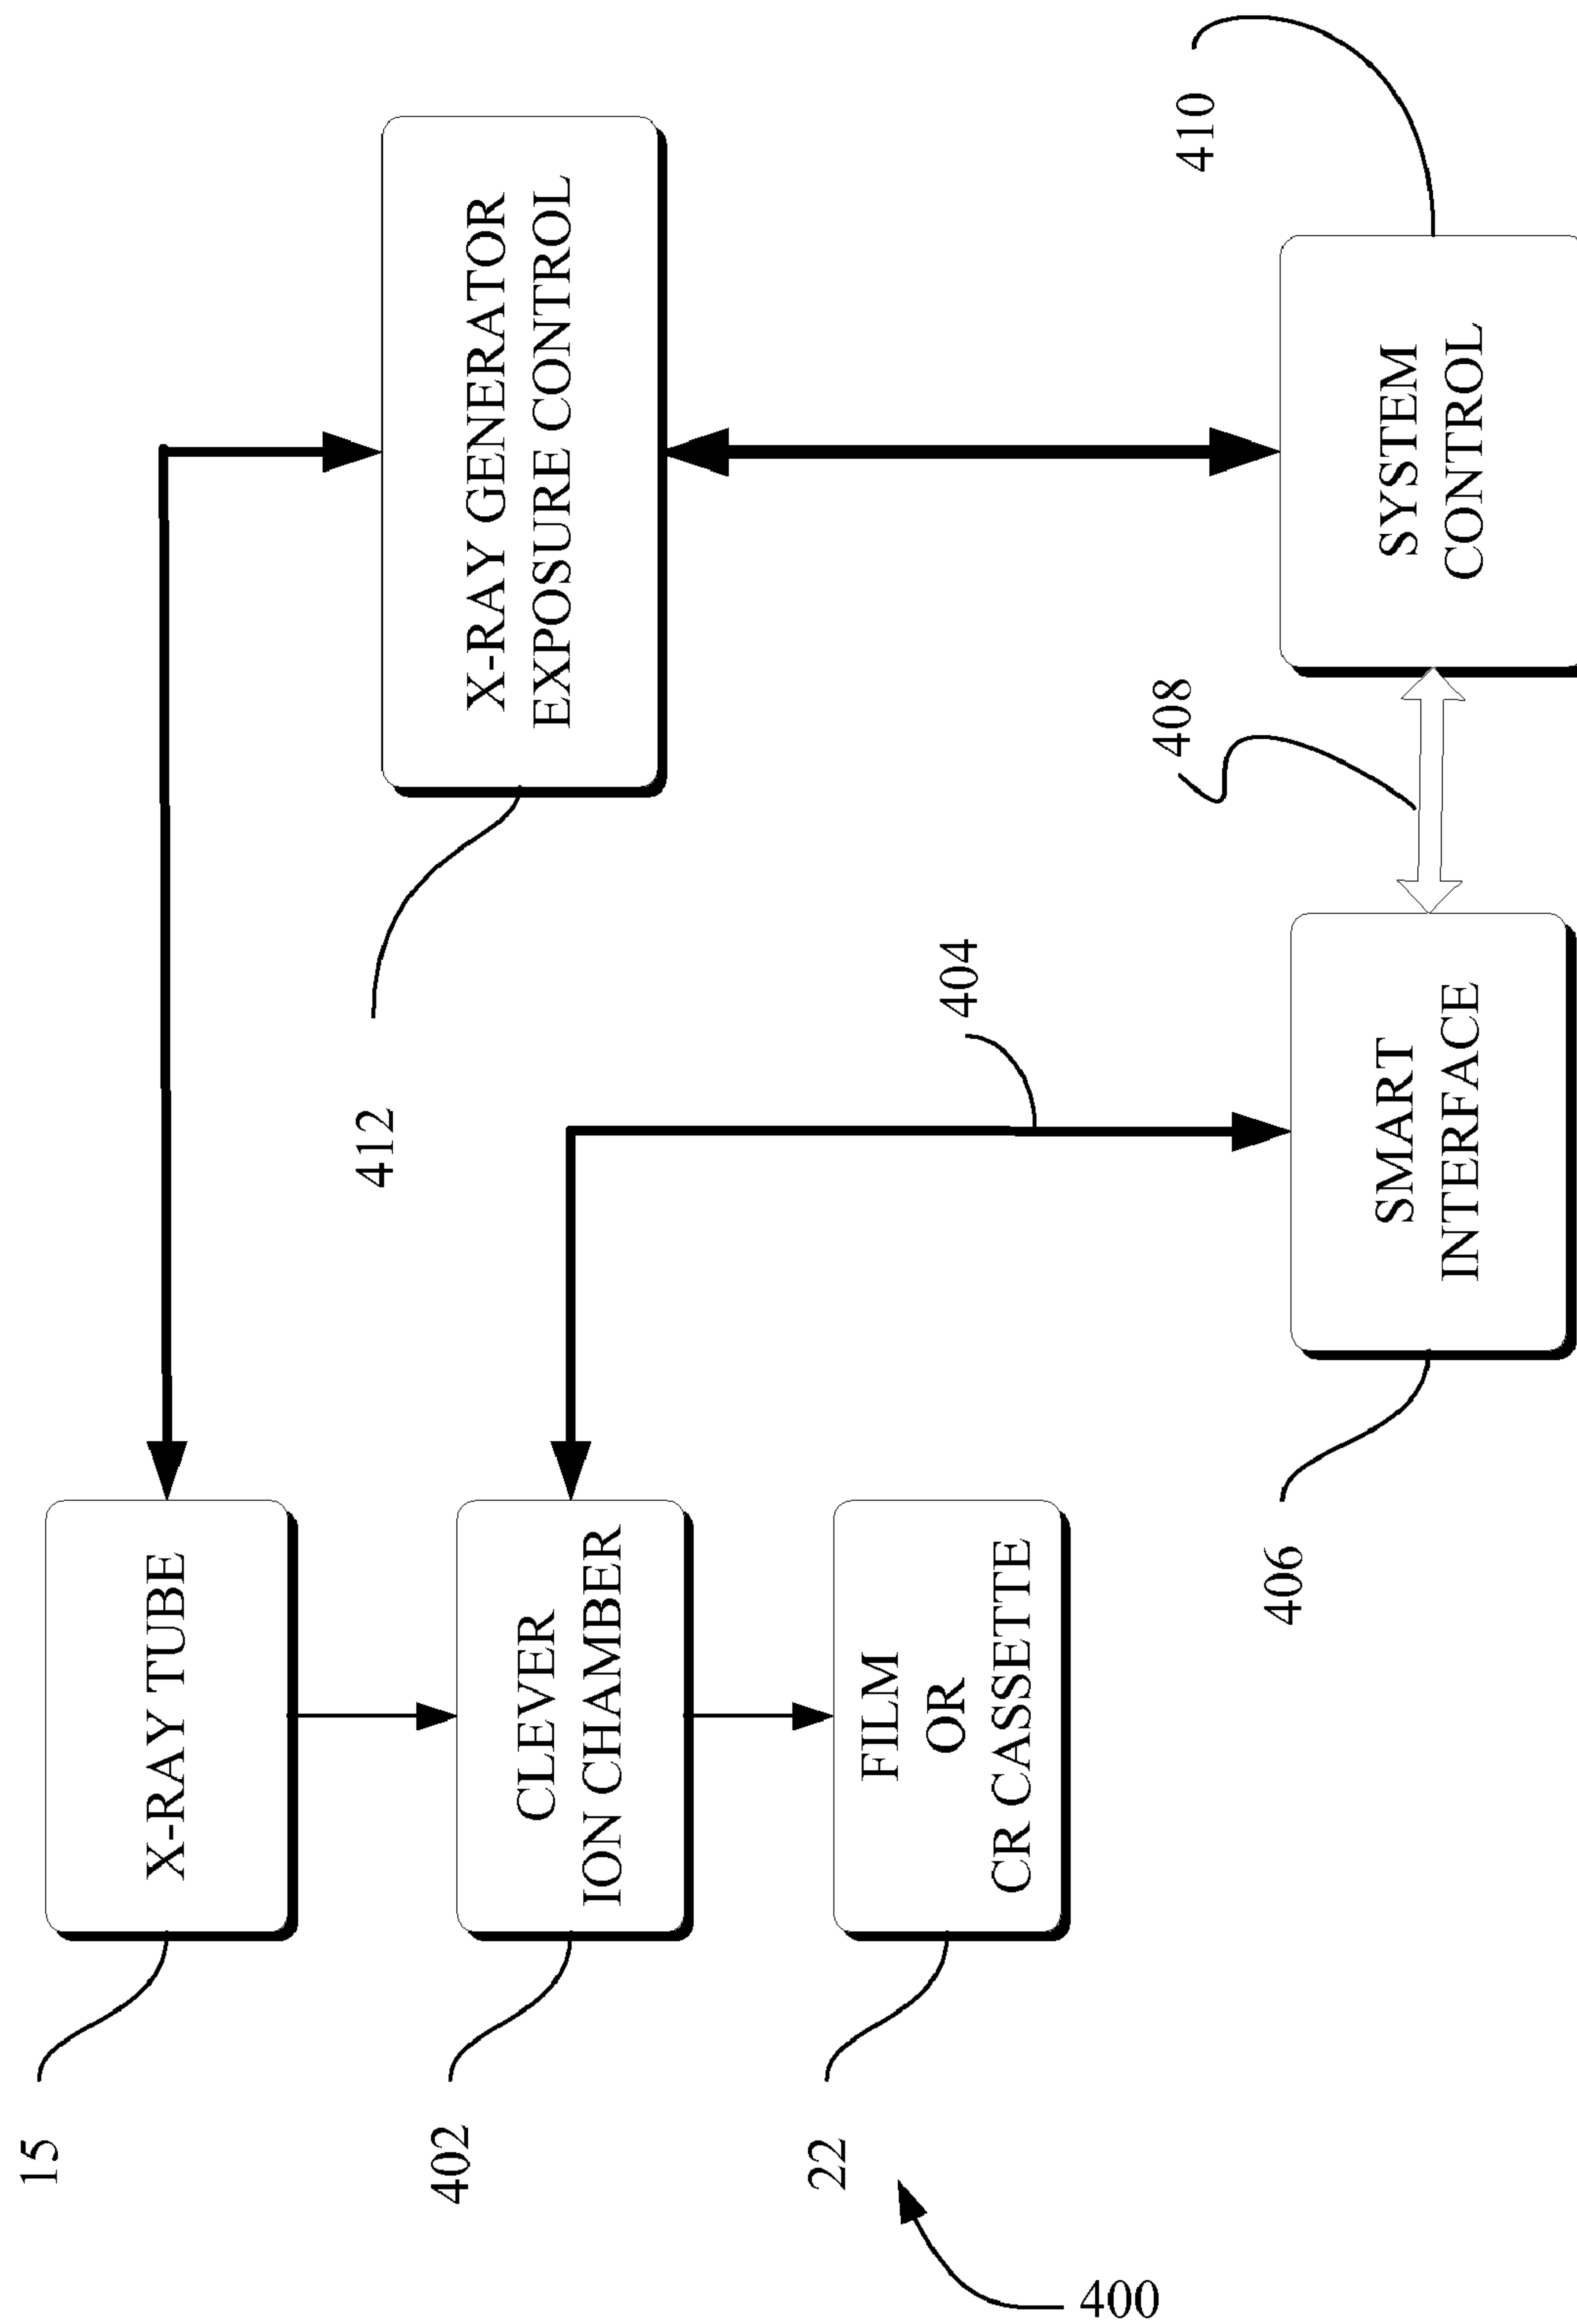 15
X-RAY TUBE
402
CLEVER
ION CHAMBER
22
FILM
OR
CR CASSETTE
400
412
X-RAY GENERATOR
EXPOSURE CONTROL
404
406
SMART
INTERFACE
408
410
SYSTEM
CONTROL